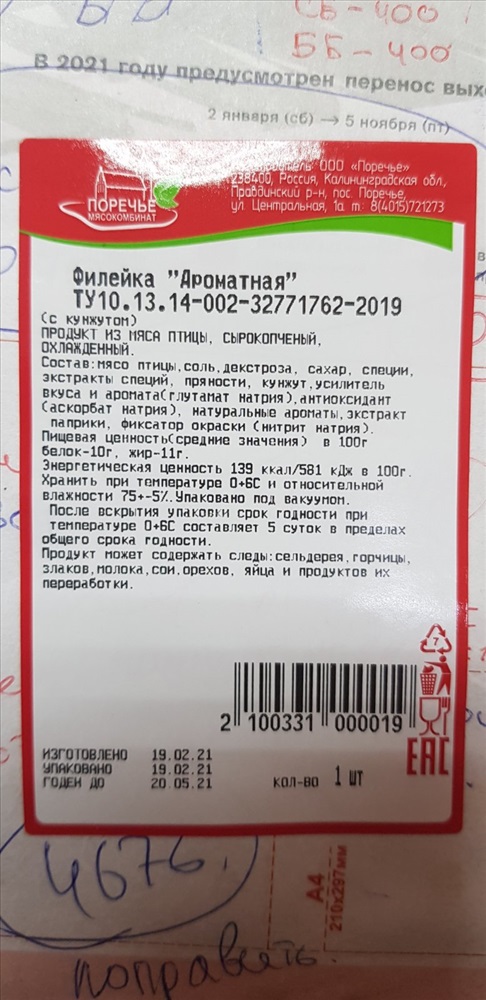 СБ-400
ББ-400
В 2021 году предусмотрен перенос вых
2 января (сб) → 5 ноября (пт)
ПОРЕЧЬЕ
МЯСОКОМБИНАТ
ООО «Поречье»
238400, Россия, Калининградская обл.,
Правдинский р-н, пос. Поречье,
ул. Центральная, 1а т. 8(4015)721273
Филейка "Ароматная"
ТУ10.13.14-002-32771762-2019
(с кунжутом)
ПРОДУКТ ИЗ МЯСА ПТИЦЫ, СЫРОКОПЧЕНЫЙ,
ОХЛАЖДЕННЫЙ.
Состав:мясо птицы,соль,декстроза, сахар, специи,
экстракты специй, пряности, кунжут,усилитель
вкуса и аромата(глутамат натрия),антиоксидант
(аскорбат натрия), натуральные ароматы,экстракт
паприки, фиксатор окраски (нитрит натрия).
Пищевая ценность(средние значения) в 100г
белок-10г, жир-11г.
Энергетическая ценность 139 ккал/581 кДж в 100г.
Хранить при температуре 0+6С и относительной
влажности 75+-5%.Упаковано под вакуумом.
После вскрытия упаковки срок годности при
температуре 0+6С составляет 5 суток в пределах
общего срока годности.
Продукт может содержать следы:сельдерея,горчицы,
злаков,молока,сои,орехов, яйца и продуктов их
переработки.
7
2 100331 000019
EAC
ИЗГОТОВЛЕНО 19.02.21
УПАКОВАНО 19.02.21
ГОДЕН ДО 20.05.21
кол-во 1 шт
4676.
А4
210x297мм
поправить.